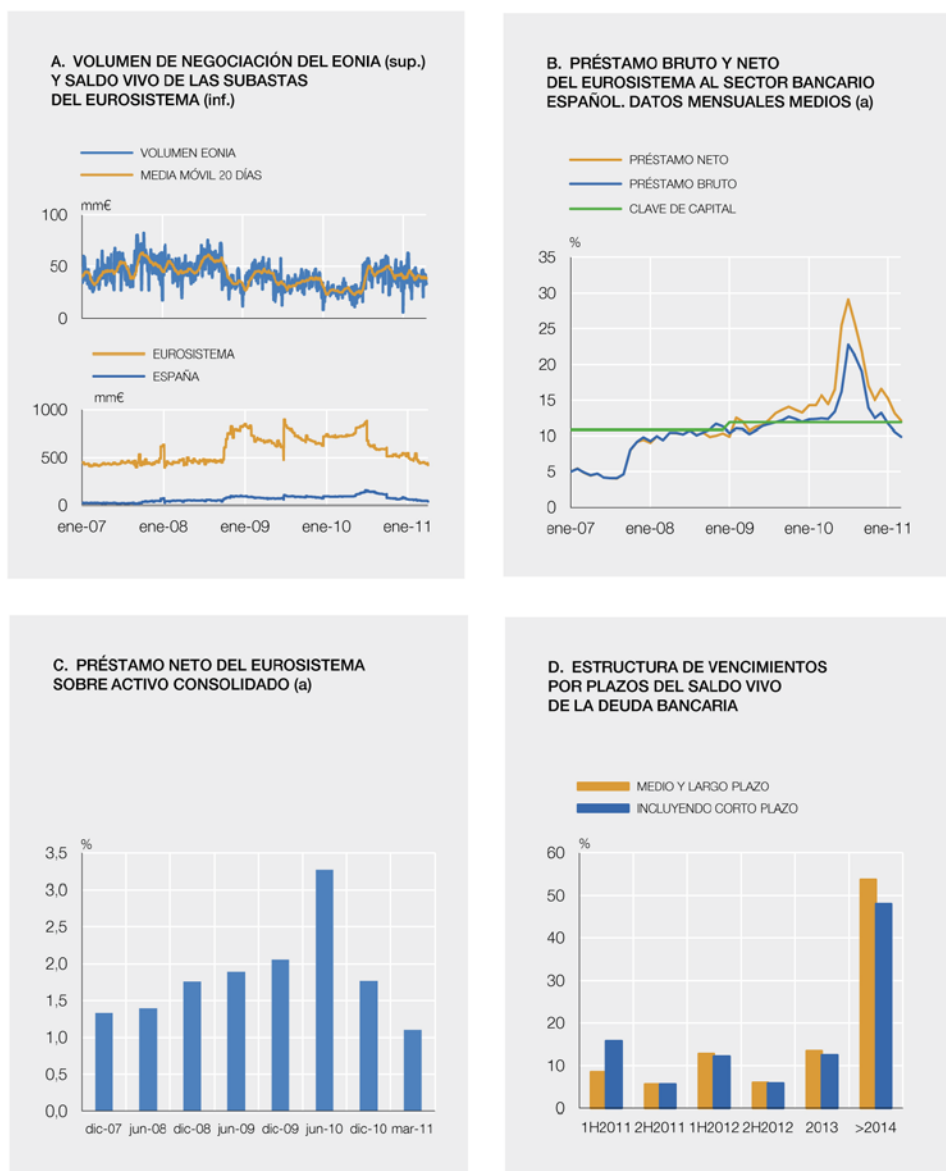 A. VOLUMEN DE NEGOCIACIÓN DEL EONIA (sup.)
Y SALDO VIVO DE LAS SUBASTAS
DEL EUROSISTEMA (inf.)
VOLUMEN EONIA
MEDIA MÓVIL 20 DÍAS
mm€
100
50
0
EUROSISTEMA
ESPAÑA
mm€
1000
500
0
ene-07 ene-08 ene-09 ene-10 ene-11
B. PRÉSTAMO BRUTO Y NETO
DEL EUROSISTEMA AL SECTOR BANCARIO
ESPAÑOL. DATOS MENSUALES MEDIOS (a)
PRÉSTAMO NETO
PRÉSTAMO BRUTO
CLAVE DE CAPITAL
%
35
30
25
20
15
10
5
0
ene-07 ene-08 ene-09 ene-10 ene-11
C. PRÉSTAMO NETO DEL EUROSISTEMA
SOBRE ACTIVO CONSOLIDADO (a)
%
3,5
3,0
2,5
2,0
1,5
1,0
0,5
0,0
dic-07 jun-08 dic-08 jun-09 dic-09 jun-10 dic-10 mar-11
D. ESTRUCTURA DE VENCIMIENTOS
POR PLAZOS DEL SALDO VIVO
DE LA DEUDA BANCARIA
MEDIO Y LARGO PLAZO
INCLUYENDO CORTO PLAZO
%
60
50
40
30
20
10
0
1H2011 2H2011 1H2012 2H2012 2013 >2014